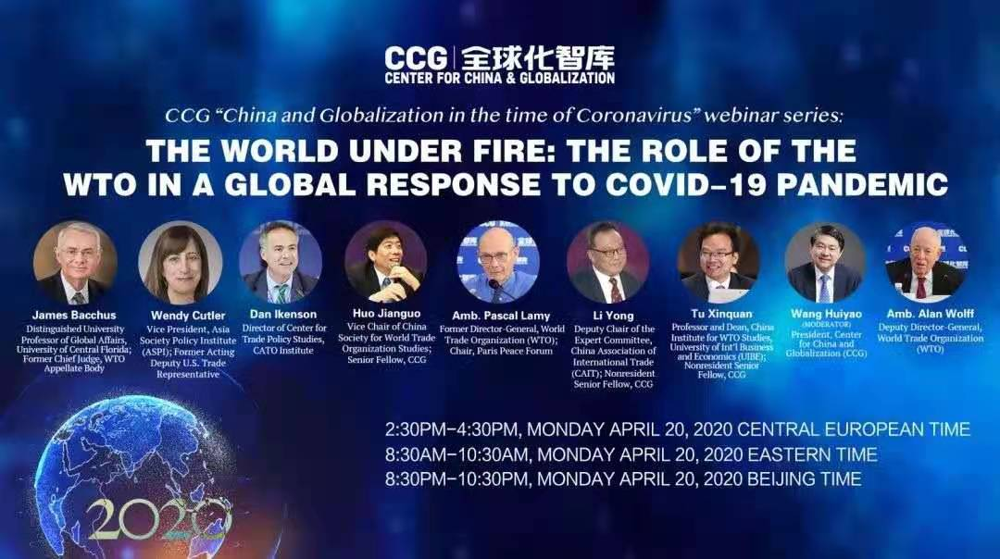 CCG 全球化智库
CENTER FOR CHINA & GLOBALIZATION
CCG “China and Globalization in the time of Coronavirus” webinar series:
THE WORLD UNDER FIRE: THE ROLE OF THE
WTO IN A GLOBAL RESPONSE TO COVID-19 PANDEMIC
James Bacchus
Distinguished University
Professor of Global Affairs,
University of Central Florida;
Former Chief Judge, WTO
Appellate Body
Wendy Cutler
Vice President, Asia
Society Policy Institute
(ASPI); Former Acting
Deputy U.S. Trade
Representative
Dan Ikenson
Director of Center for
Trade Policy Studies,
CATO Institute
Huo Jianguo
Vice Chair of China
Society for World Trade
Organization Studies;
Senior Fellow, CCG
Amb. Pascal Lamy
Former Director-General, World
Trade Organization (WTO);
Chair, Paris Peace Forum
Li Yong
Deputy Chair of the
Expert Committee,
China Association of
International Trade
(CAIT); Nonresident
Senior Fellow, CCG
Tu Xinquan
Professor and Dean, China
Institute for WTO Studies,
University of Int'l Business
and Economics (UIBE);
Nonresident Senior
Fellow, CCG
Wang Huiyao
(MODERATOR)
President, Center
for China and
Globalization (CCG)
Amb. Alan Wolff
Deputy Director-General,
World Trade Organization
(WTO)
2:30PM-4:30PM, MONDAY APRIL 20, 2020 CENTRAL EUROPEAN TIME
8:30AM-10:30AM, MONDAY APRIL 20, 2020 EASTERN TIME
8:30PM-10:30PM, MONDAY APRIL 20, 2020 BEIJING TIME
2020